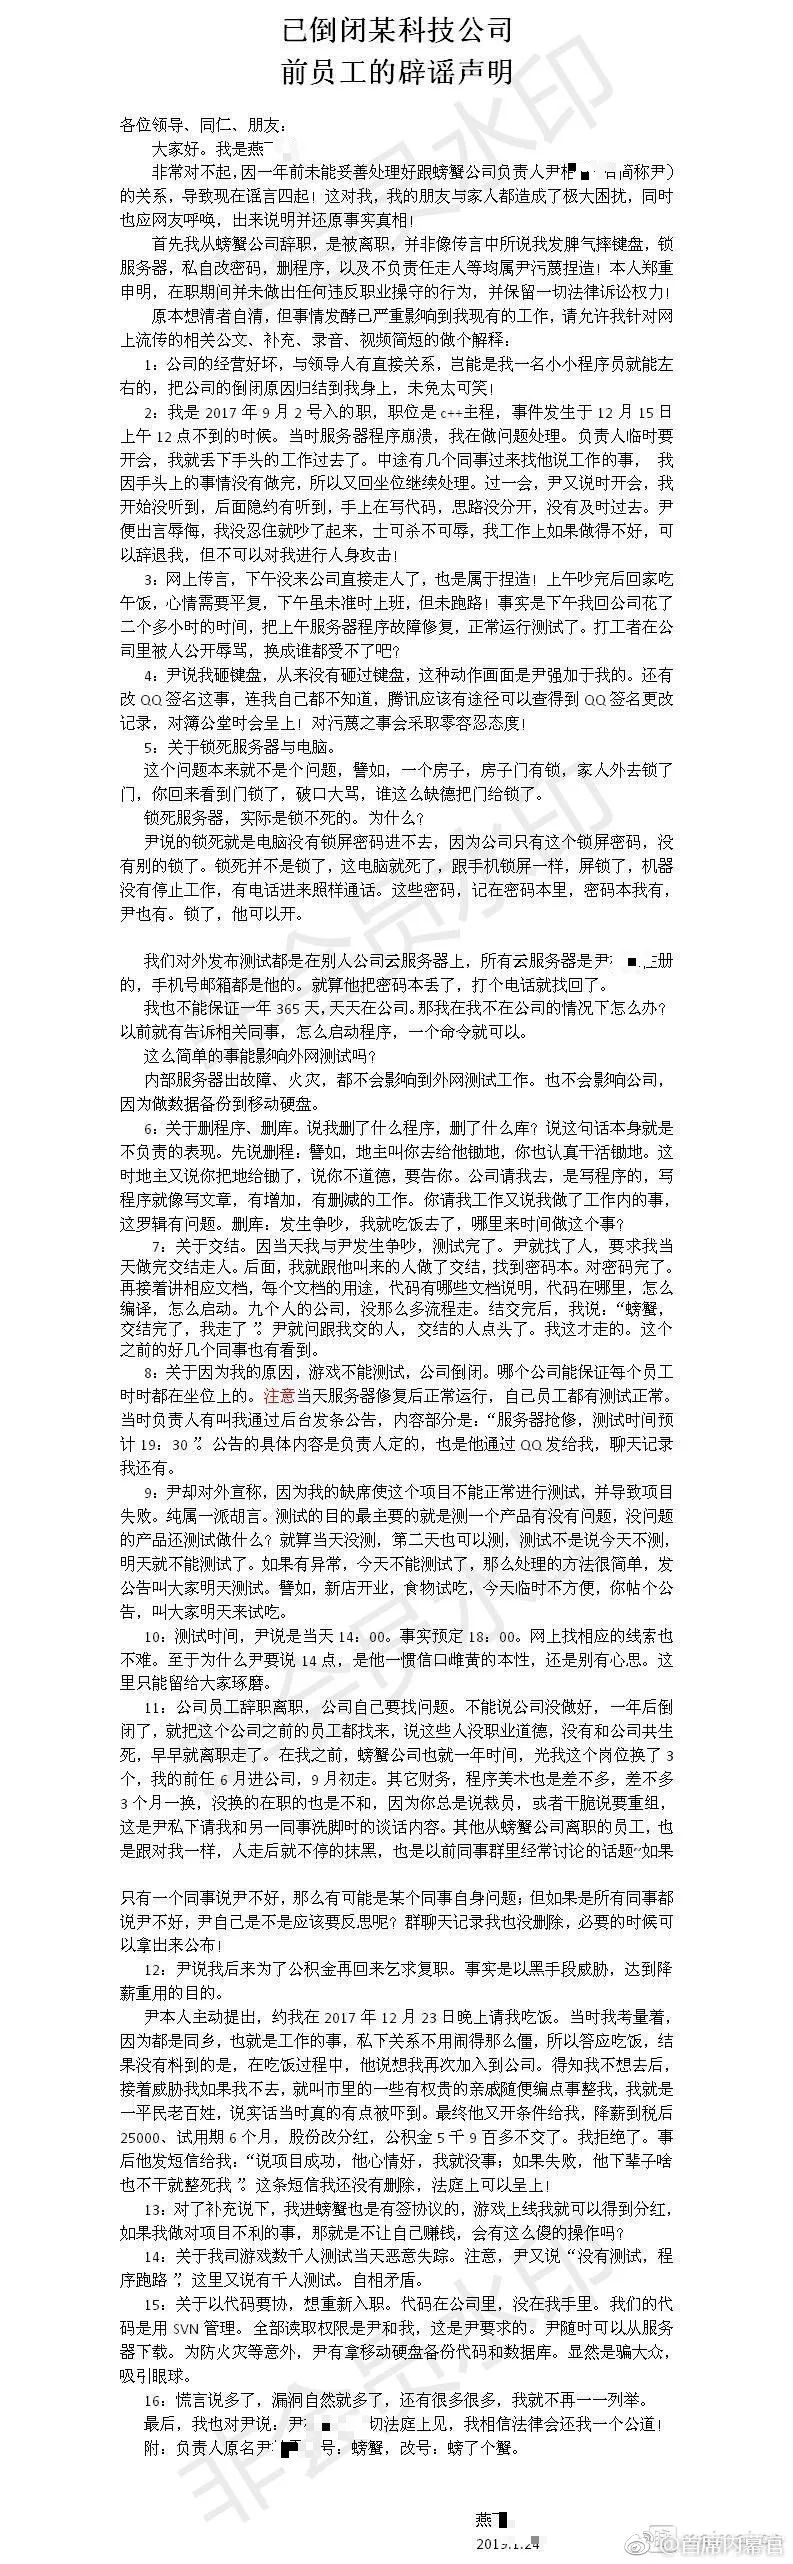 已倒闭某科技公司
前员工的辟谣声明
各位领导、同仁、朋友：
大家好。我是燕
非常对不起，因一年前未能妥善处理好跟螃蟹公司负责人尹 简称尹）
的关系，导致现在谣言四起！这对我，我的朋友与家人都造成了极大困扰，同时
也应网友呼唤，出来说明并还原事实真相！
首先我从螃蟹公司辞职，是被离职，并非像传言中所说我发脾气摔键盘，锁
服务器，私自改密码，删程序，以及不负责任走人等均属尹污蔑捏造！本人郑重
申明，在职期间并未做出任何违反职业操守的行为，并保留一切法律诉讼权力！
原本想清者自清，但事情发酵已严重影响到我现有的工作，请允许我针对网
上流传的相关公文、补充、录音、视频简短的做个解释：
1：公司的经营好坏，与领导人有直接关系，岂能是我一名小小程序员就能左
右的，把公司的倒闭原因归结到我身上，未免太可笑！
2：我是 2017 年 9 月 2 号入的职，职位是 c++主程，事件发生于 12 月 15 日
上午 12 点不到的时候。当时服务器程序崩溃，我在做问题处理。负责人临时要
开会，我就丢下手头的工作过去了。中途有几个同事过来找他说工作的事， 我
因手头上的事情没有做完，所以又回坐位继续处理。过一会，尹又说时开会，我
开始没听到，后面隐约有听到，手上在写代码，思路没分开，没有及时过去。尹
便出言辱侮，我没忍住就吵了起来，士可杀不可辱，我工作上如果做得不好，可
以辞退我，但不可以对我进行人身攻击！
3：网上传言，下午没来公司直接走人了，也是属于捏造！上午吵完后回家吃
午饭，心情需要平复，下午虽未准时上班，但未跑路！事实是下午我回公司花了
二个多小时的时间，把上午服务器程序故障修复，正常运行测试了。打工者在公
司里被人公开辱骂，换成谁都受不了吧？
4：尹说我砸键盘，从来没有砸过键盘，这种动作画面是尹强加于我的。还有
改 QQ 签名这事，连我自己都不知道，腾讯应该有途径可以查得到 QQ 签名更改
记录，对簿公堂时会呈上！对污蔑之事会采取零容忍态度！
5：关于锁死服务器与电脑。
这个问题本来就不是个问题，譬如，一个房子，房子门有锁，家人外去锁了
门，你回来看到门锁了，破口大骂，谁这么缺德把门给锁了。
锁死服务器，实际是锁不死的。为什么？
尹说的锁死就是电脑没有锁屏密码进不去，因为公司只有这个锁屏密码，没
有别的锁了。锁死并不是锁了，这电脑就死了，跟手机锁屏一样，屏锁了，机器
没有停止工作，有电话进来照样通话。这些密码，记在密码本里，密码本我有，
尹也有。锁了，他可以开。
我们对外发布测试都是在别人公司云服务器上，所有云服务器是尹 注册
的，手机号邮箱都是他的。就算他把密码本丢了，打个电话就找回了。
我也不能保证一年 365 天，天天在公司。那我在我不在公司的情况下怎么办？
以前就有告诉相关同事，怎么启动程序，一个命令就可以。
这么简单的事能影响外网测试吗？
内部服务器出故障、火灾，都不会影响到外网测试工作。也不会影响公司，
因为做数据备份到移动硬盘。
6：关于删程序、删库。说我删了什么程序，删了什么库？说这句话本身就是
不负责的表现。先说删程：譬如，地主叫你去给他锄地，你也认真干活锄地。这
时地主又说你把地给锄了，说你不道德，要告你。公司请我去，是写程序的，写
程序就像写文章，有增加，有删减的工作。你请我工作又说我做了工作内的事，
这罗辑有问题。删库：发生争吵，我就吃饭去了，哪里来时间做这个事？
7：关于交结。因当天我与尹发生争吵，测试完了。尹就找了人，要求我当
天做完交结走人。后面，我就跟他叫来的人做了交结，找到密码本。对密码完了。
再接着讲相应文档，每个文档的用途，代码有哪些文档说明，代码在哪里，怎么
编译，怎么启动。九个人的公司，没那么多流程走。结交完后，我说：“螃蟹，
交结完了，我走了”。尹就问跟我交的人，交结的人点头了。我这才走的。这个
之前的好几个同事也有看到。
8：关于因为我的原因，游戏不能测试，公司倒闭。哪个公司能保证每个员工
时时都在坐位上的。注意当天服务器修复后正常运行，自己员工都有测试正常。
当时负责人有叫我通过后台发条公告，内容部分是：“服务器抢修，测试时间预
计 19：30”。公告的具体内容是负责人定的，也是他通过 QQ 发给我，聊天记录
我还有。
9：尹却对外宣称，因为我的缺席使这个项目不能正常进行测试，并导致项目
失败。纯属一派胡言。测试的目的最主要的就是测一个产品有没有问题，没问题
的产品还测试做什么？就算当天没测，第二天也可以测，测试不是说今天不测，
明天就不能测试了。如果有异常，今天不能测试了，那么处理的方法很简单，发
公告叫大家明天测试。譬如，新店开业，食物试吃，今天临时不方便，你帖个公
告，叫大家明天来试吃。
10：测试时间，尹说是当天 14：00。事实预定 18：00。网上找相应的线索也
不难。至于为什么尹要说 14 点，是他一惯信口雌黄的本性，还是别有心思。这
里只能留给大家琢磨。
11：公司员工辞职离职，公司自己要找问题。不能说公司没做好，一年后倒
闭了，就把这个公司之前的员工都找来，说这些人没职业道德，没有和公司共生
死，早早就离职走了。在我之前，螃蟹公司也就一年时间，光我这个岗位换了 3
个，我的前任 6 月进公司，9 月初走。其它财务，程序美术也是差不多，差不多
3 个月一换，没换的在职的也是不和，因为你总是说裁员，或者干脆说要重组，
这是尹私下请我和另一同事洗脚时的谈话内容。其他从螃蟹公司离职的员工，也
是跟对我一样，人走后就不停的抹黑，也是以前同事群里经常讨论的话题~如果
只有一个同事说尹不好，那么有可能是某个同事自身问题；但如果是所有同事都
说尹不好，尹自己是不是应该要反思呢？群聊天记录我也没删除，必要的时候可
以拿出来公布！
12：尹说我后来为了公积金再回来乞求复职。事实是以黑手段威胁，达到降
薪重用的目的。
尹本人主动提出，约我在 2017 年 12 月 23 日晚上请我吃饭。当时我考量着，
因为都是同乡，也就是工作的事，私下关系不用闹得那么僵，所以答应吃饭，结
果没有料到的是，在吃饭过程中，他说想我再次加入到公司。得知我不想去后，
接着威胁我如果我不去，就叫市里的一些有权贵的亲戚随便编点事整我，我就是
一平民老百姓，说实话当时真的有点被吓到。最终他又开条件给我，降薪到税后
25000、试用期 6 个月，股份改分红，公积金 5 千 9 百多不交了。我拒绝了。事
后他发短信给我：“说项目成功，他心情好，我就没事；如果失败，他下辈子啥
也不干就整死我”。这条短信我还没有删除，法庭上可以呈上！
13：对了补充说下，我进螃蟹也是有签协议的，游戏上线我就可以得到分红，
如果我做对项目不利的事，那就是不让自己赚钱，会有这么傻的操作吗？
14：关于我司游戏数千人测试当天恶意失踪。注意，尹又说“没有测试，程
序跑路”，这里又说有千人测试。自相矛盾。
15：关于以代码要协，想重新入职。代码在公司里，没在我手里。我们的代
码是用 SVN 管理。全部读取权限是尹和我，这是尹要求的。尹随时可以从服务
器下载。为防火灾等意外，尹有拿移动硬盘备份代码和数据库。显然是骗大众，
吸引眼球。
16：慌言说多了，漏洞自然就多了，还有很多很多，我就不再一一列举。
最后，我也对尹说：尹 切法庭上见，我相信法律会还我一个公道！
附：负责人原名尹 号：螃蟹，改号：螃了个蟹。
燕
2019.1.24
非会员水印
非会员水印
非会员水印
非会员水印
@首席内幕官